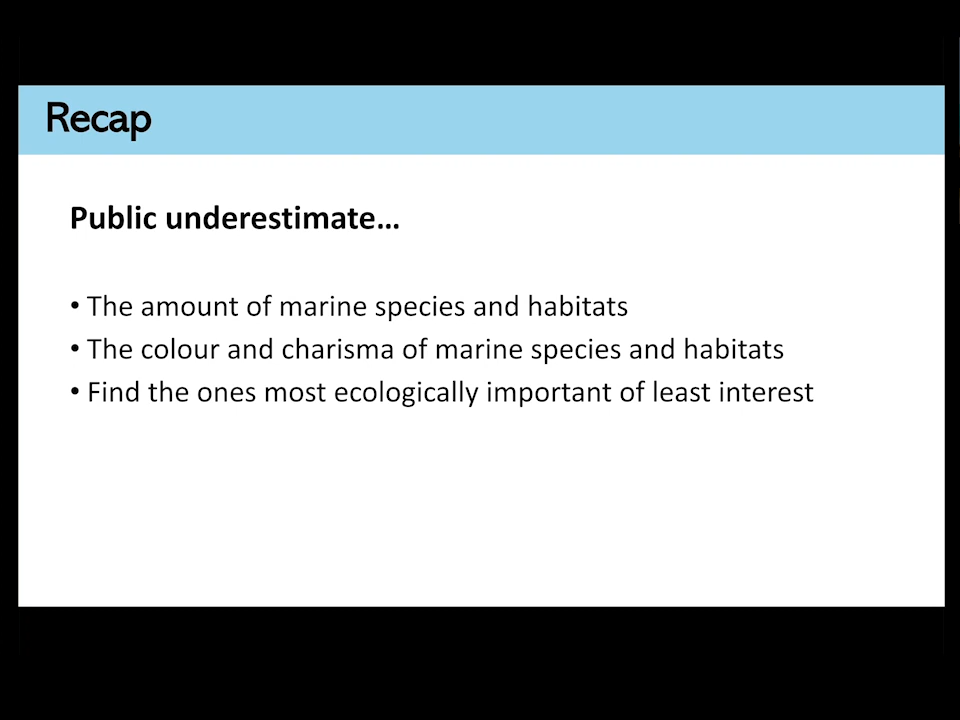 Recap
Public underestimate...
• The amount of marine species and habitats
• The colour and charisma of marine species and habitats
• Find the ones most ecologically important of least interest